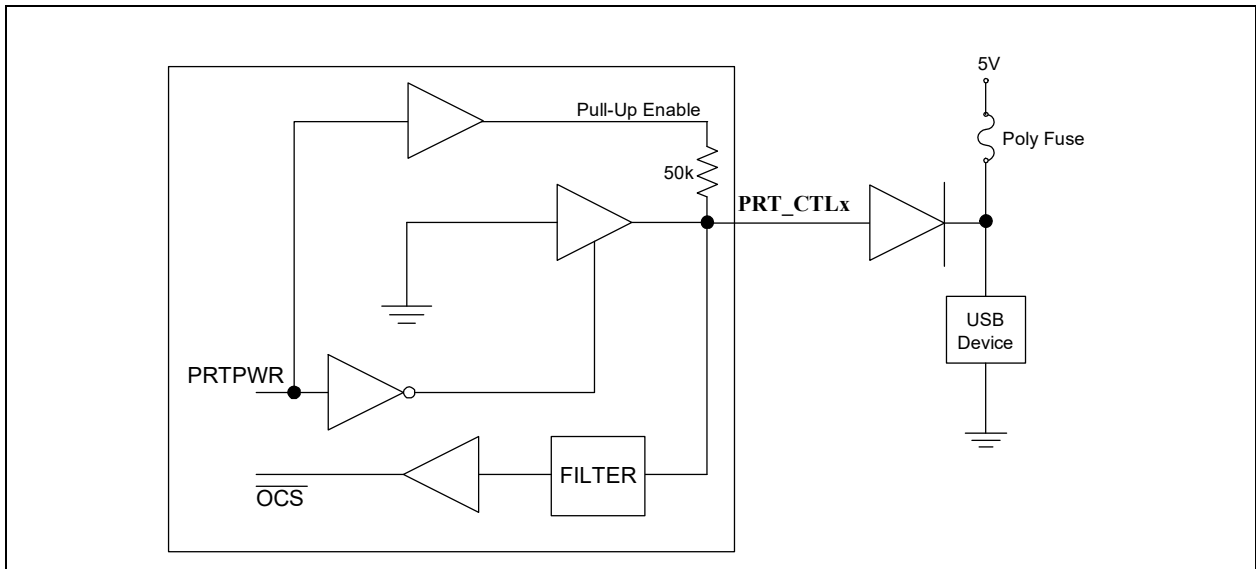 5V
Pull-Up Enable
Poly Fuse
50k
PRT_CTLx
USB
Device
PRTPWR
FILTER
OCS